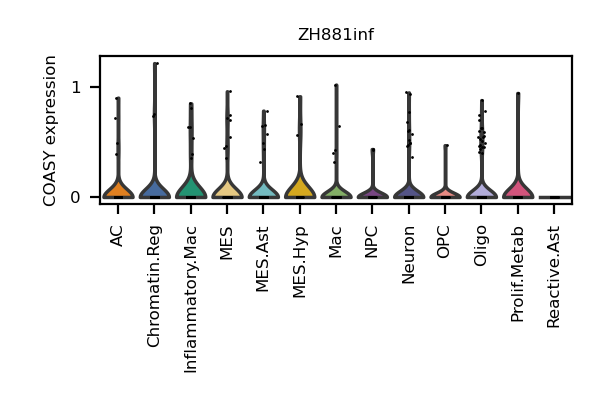 ZH881inf
COASY expression
1
0
AC
Chromatin.Reg
Inflammatory.Mac
MES
MES.Ast
MES.Hyp
Mac
NPC
Neuron
OPC
Oligo
Prolif.Metab
Reactive.Ast